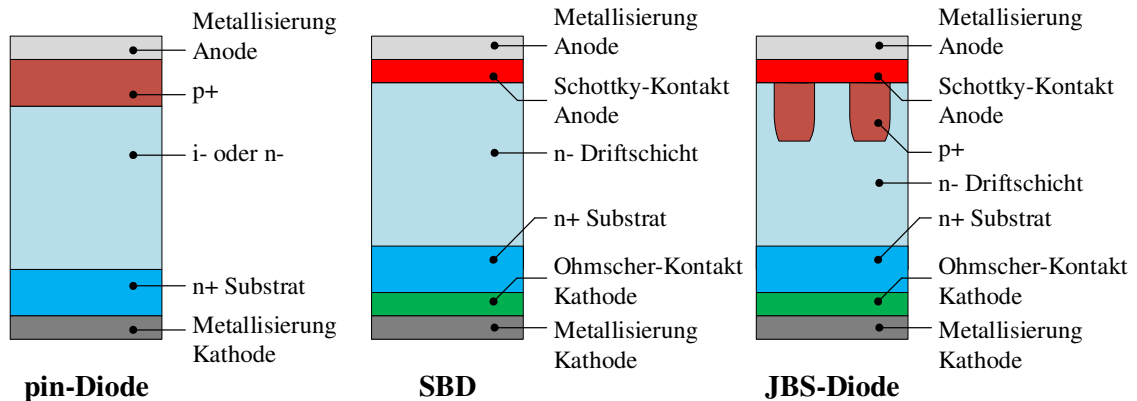 Metallisierung
Anode
p+
i- oder n-
n+ Substrat
Metallisierung
Kathode
pin-Diode
Metallisierung
Anode
Schottky-Kontakt
Anode
n- Driftschicht
n+ Substrat
Ohmscher-Kontakt
Kathode
Metallisierung
Kathode
SBD
Metallisierung
Anode
Schottky-Kontakt
Anode
p+
n- Driftschicht
n+ Substrat
Ohmscher-Kontakt
Kathode
Metallisierung
Kathode
JBS-Diode